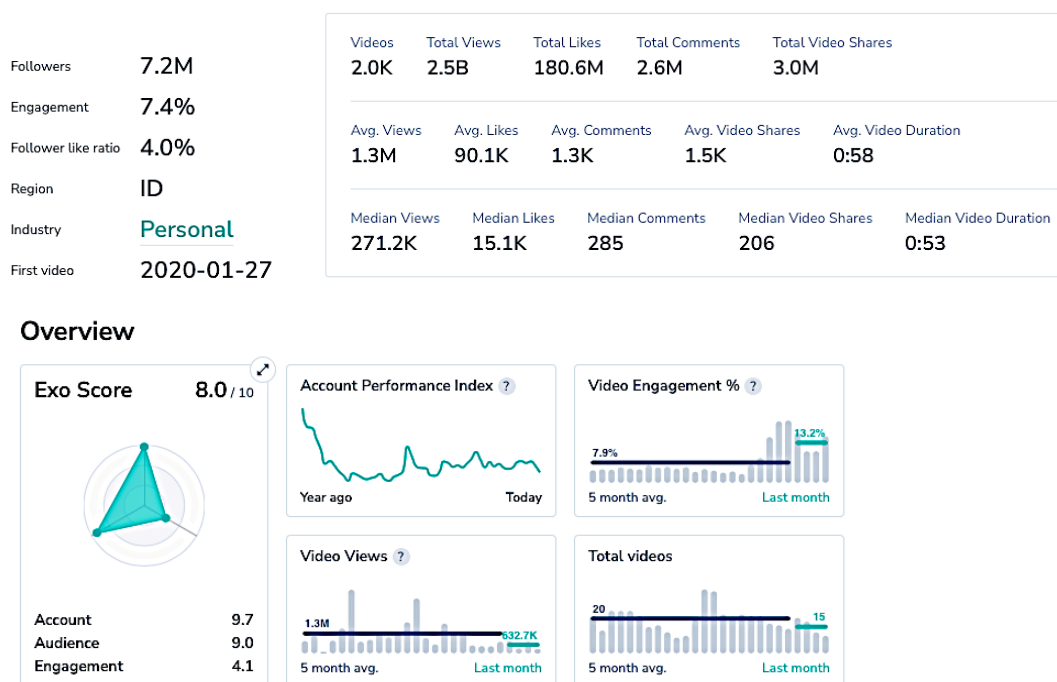 Followers 7.2M
Engagement 7.4%
Follower like ratio 4.0%
Region ID
Industry Personal
First video 2020-01-27
Videos Total Views Total Likes Total Comments Total Video Shares
2.0K 2.5B 180.6M 2.6M 3.0M
Avg. Views Avg. Likes Avg. Comments Avg. Video Shares Avg. Video Duration
1.3M 90.1K 1.3K 1.5K 0:58
Median Views Median Likes Median Comments Median Video Shares Median Video Duration
271.2K 15.1K 285 206 0:53
Overview
Exo Score 8.0 / 10
Account 9.7
Audience 9.0
Engagement 4.1
Account Performance Index ?
Year ago Today
Video Engagement % ?
13.2%
7.9%
5 month avg. Last month
Video Views ?
1.3M
632.7K
5 month avg. Last month
Total videos
20
15
5 month avg. Last month